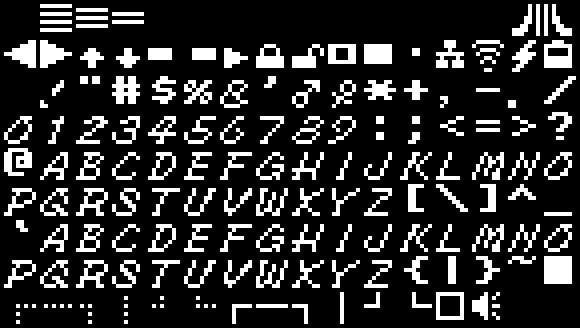 ! " # $ % & ' ♂ ♀ * + , - . /
0 1 2 3 4 5 6 7 8 9 : ; < = > ?
@ A B C D E F G H I J K L M N O
P Q R S T U V W X Y Z [ \ ] ^ _
` A B C D E F G H I J K L M N O
P Q R S T U V W X Y Z { | } ~